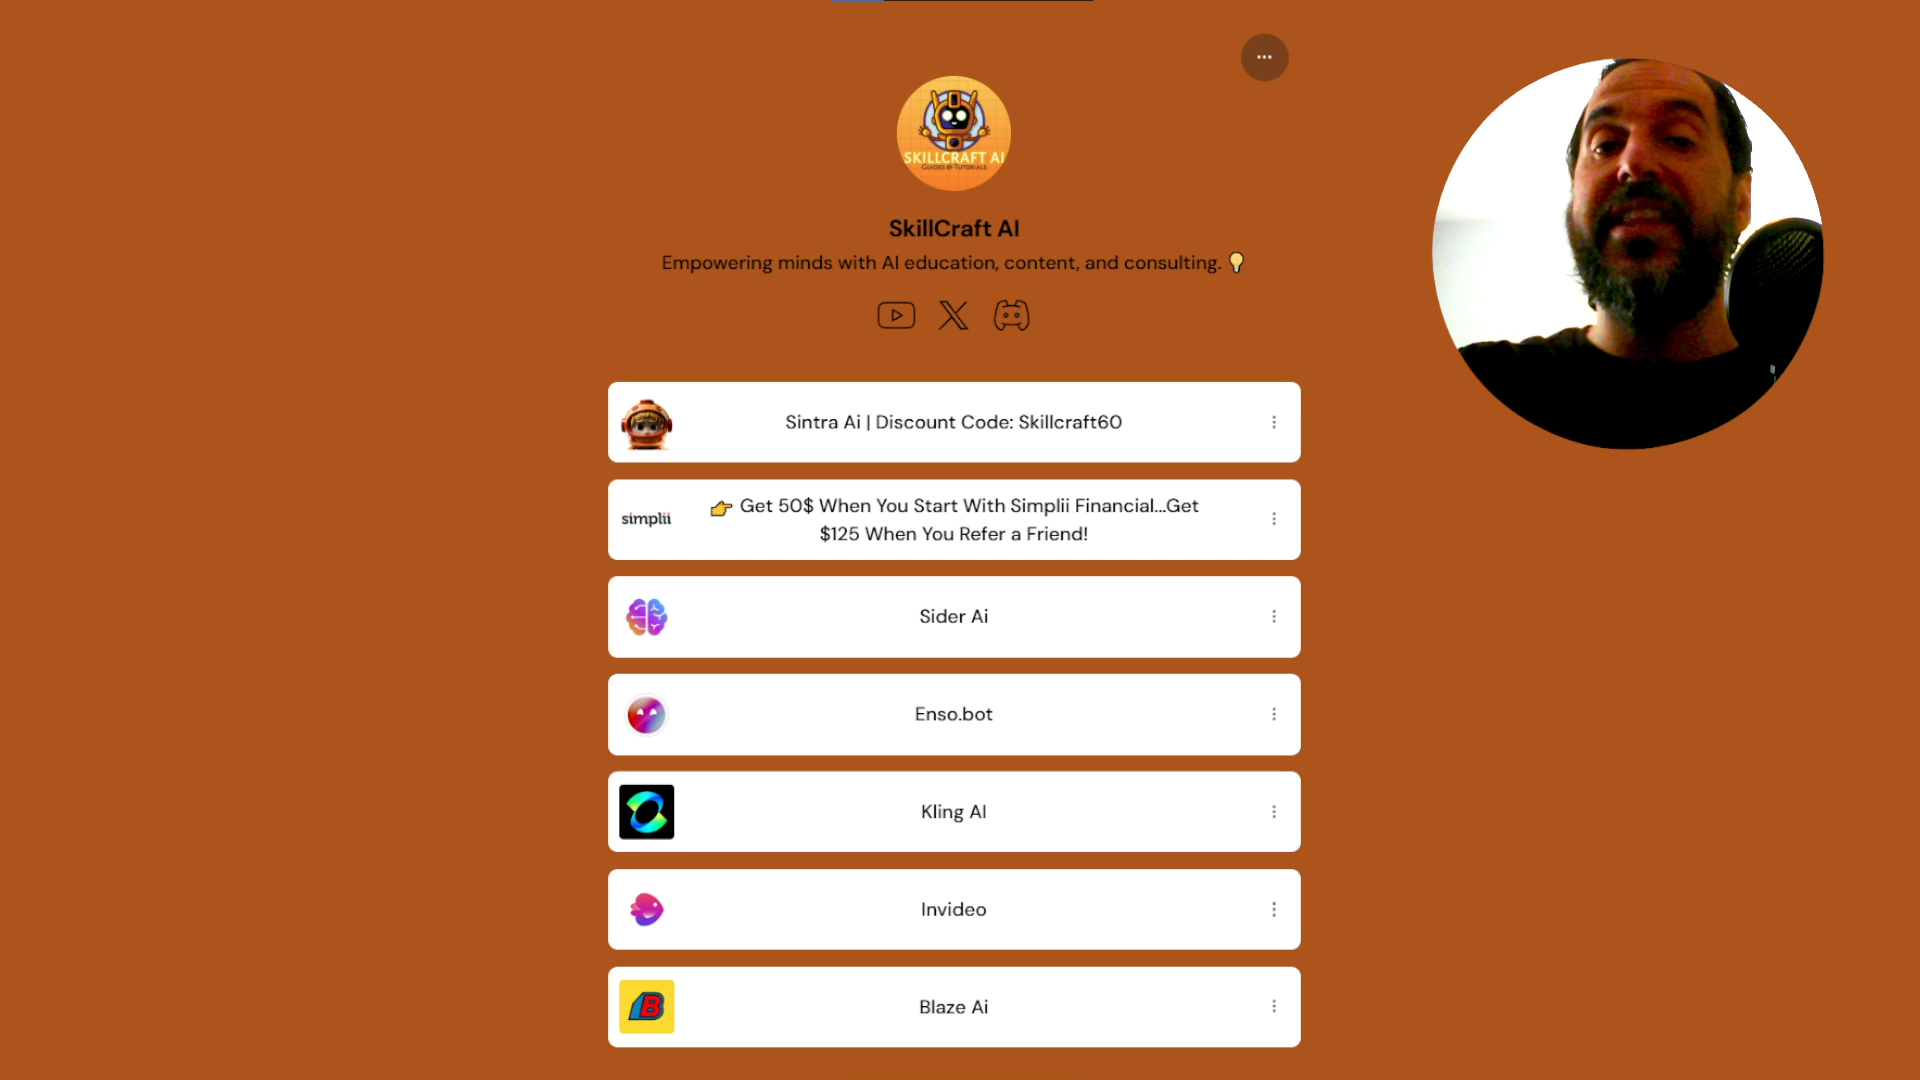 SKILLCRAFT AI
GUIDES & TUTORIALS
SkillCraft AI
Empowering minds with AI education, content, and consulting. 💡
Sintra Ai | Discount Code: Skillcraft60
simplii
👉 Get 50$ When You Start With Simplii Financial...Get
$125 When You Refer a Friend!
Sider Ai
Enso.bot
Kling AI
Invideo
B
Blaze Ai